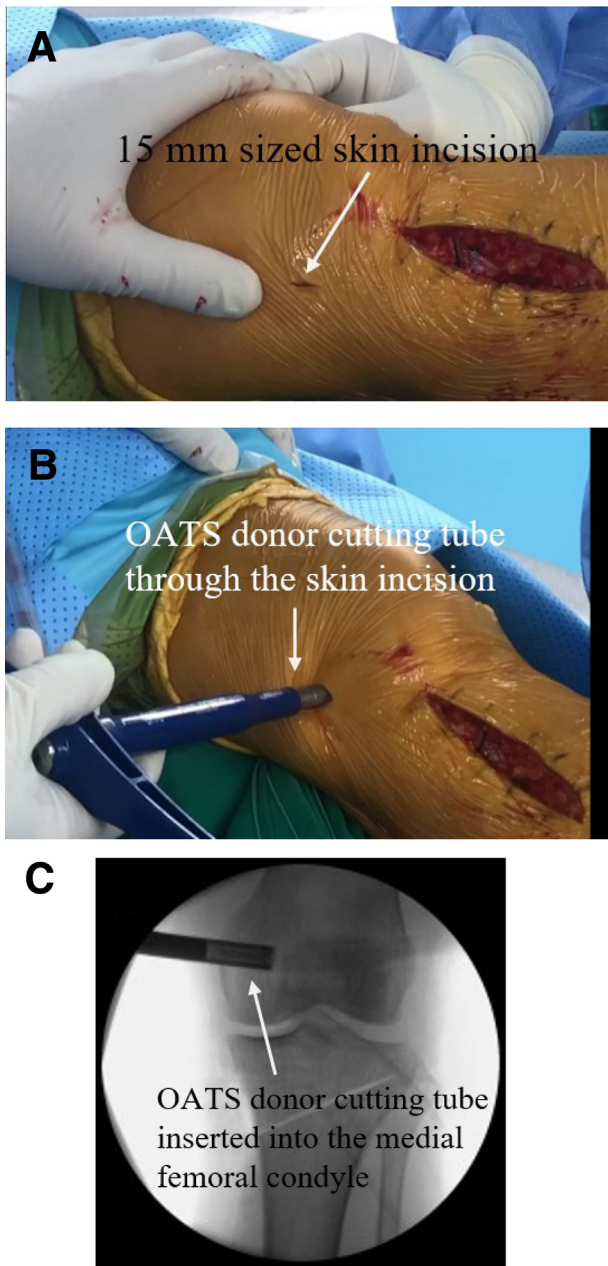 A
15 mm sized skin incision
B
OATS donor cutting tube
through the skin incision
C
OATS donor cutting tube
inserted into the medial
femoral condyle